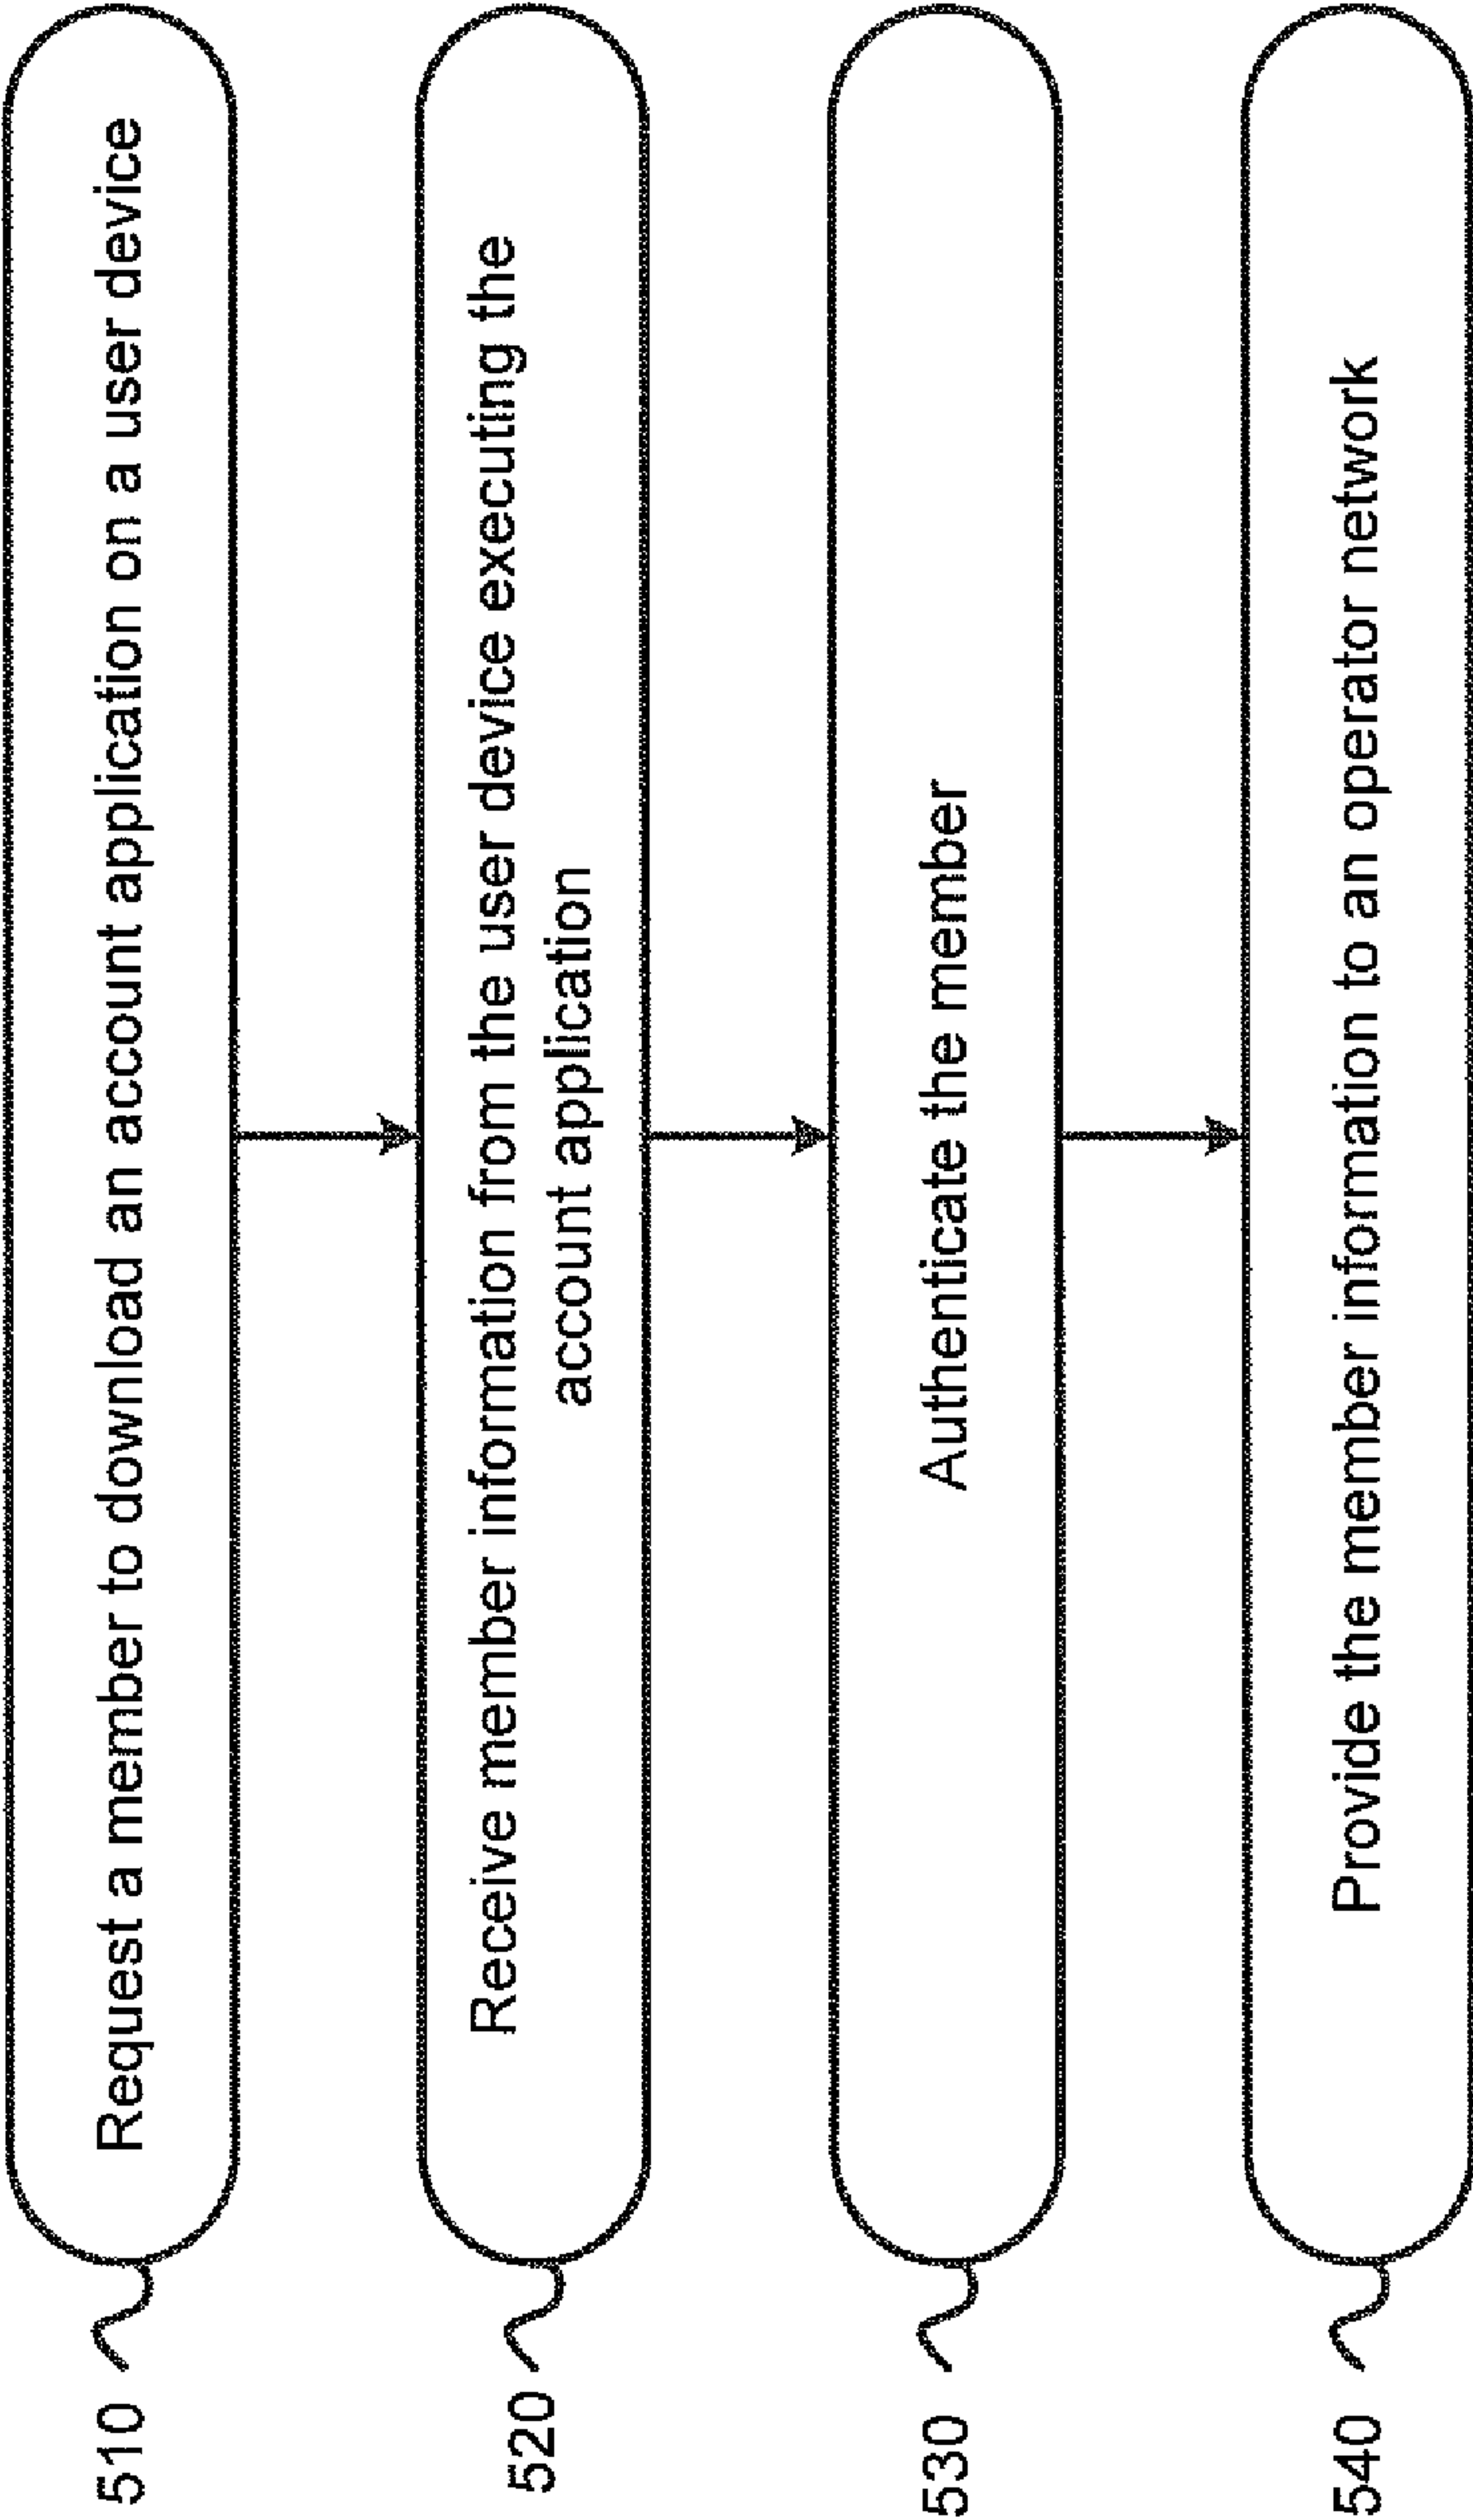 510
Request a member to download an account application on a user device
520
Receive member information from the user device executing the
account application
530
Authenticate the member
540
Provide the member information to an operator network